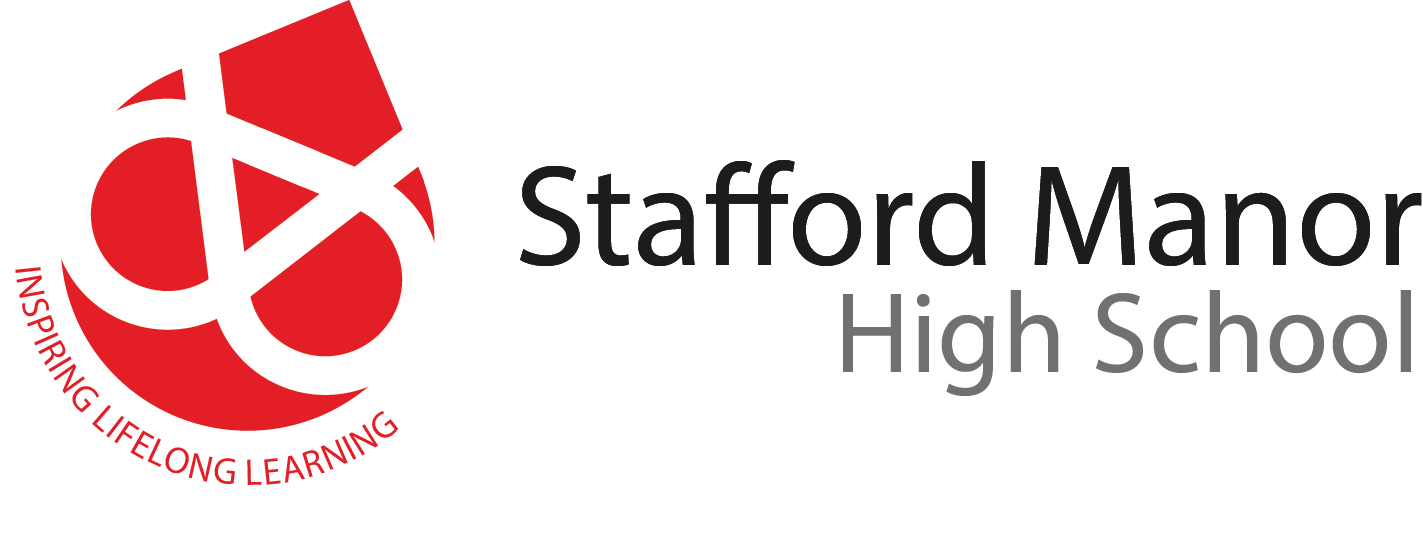 Stafford Manor
High School
INSPIRING LIFELONG LEARNING